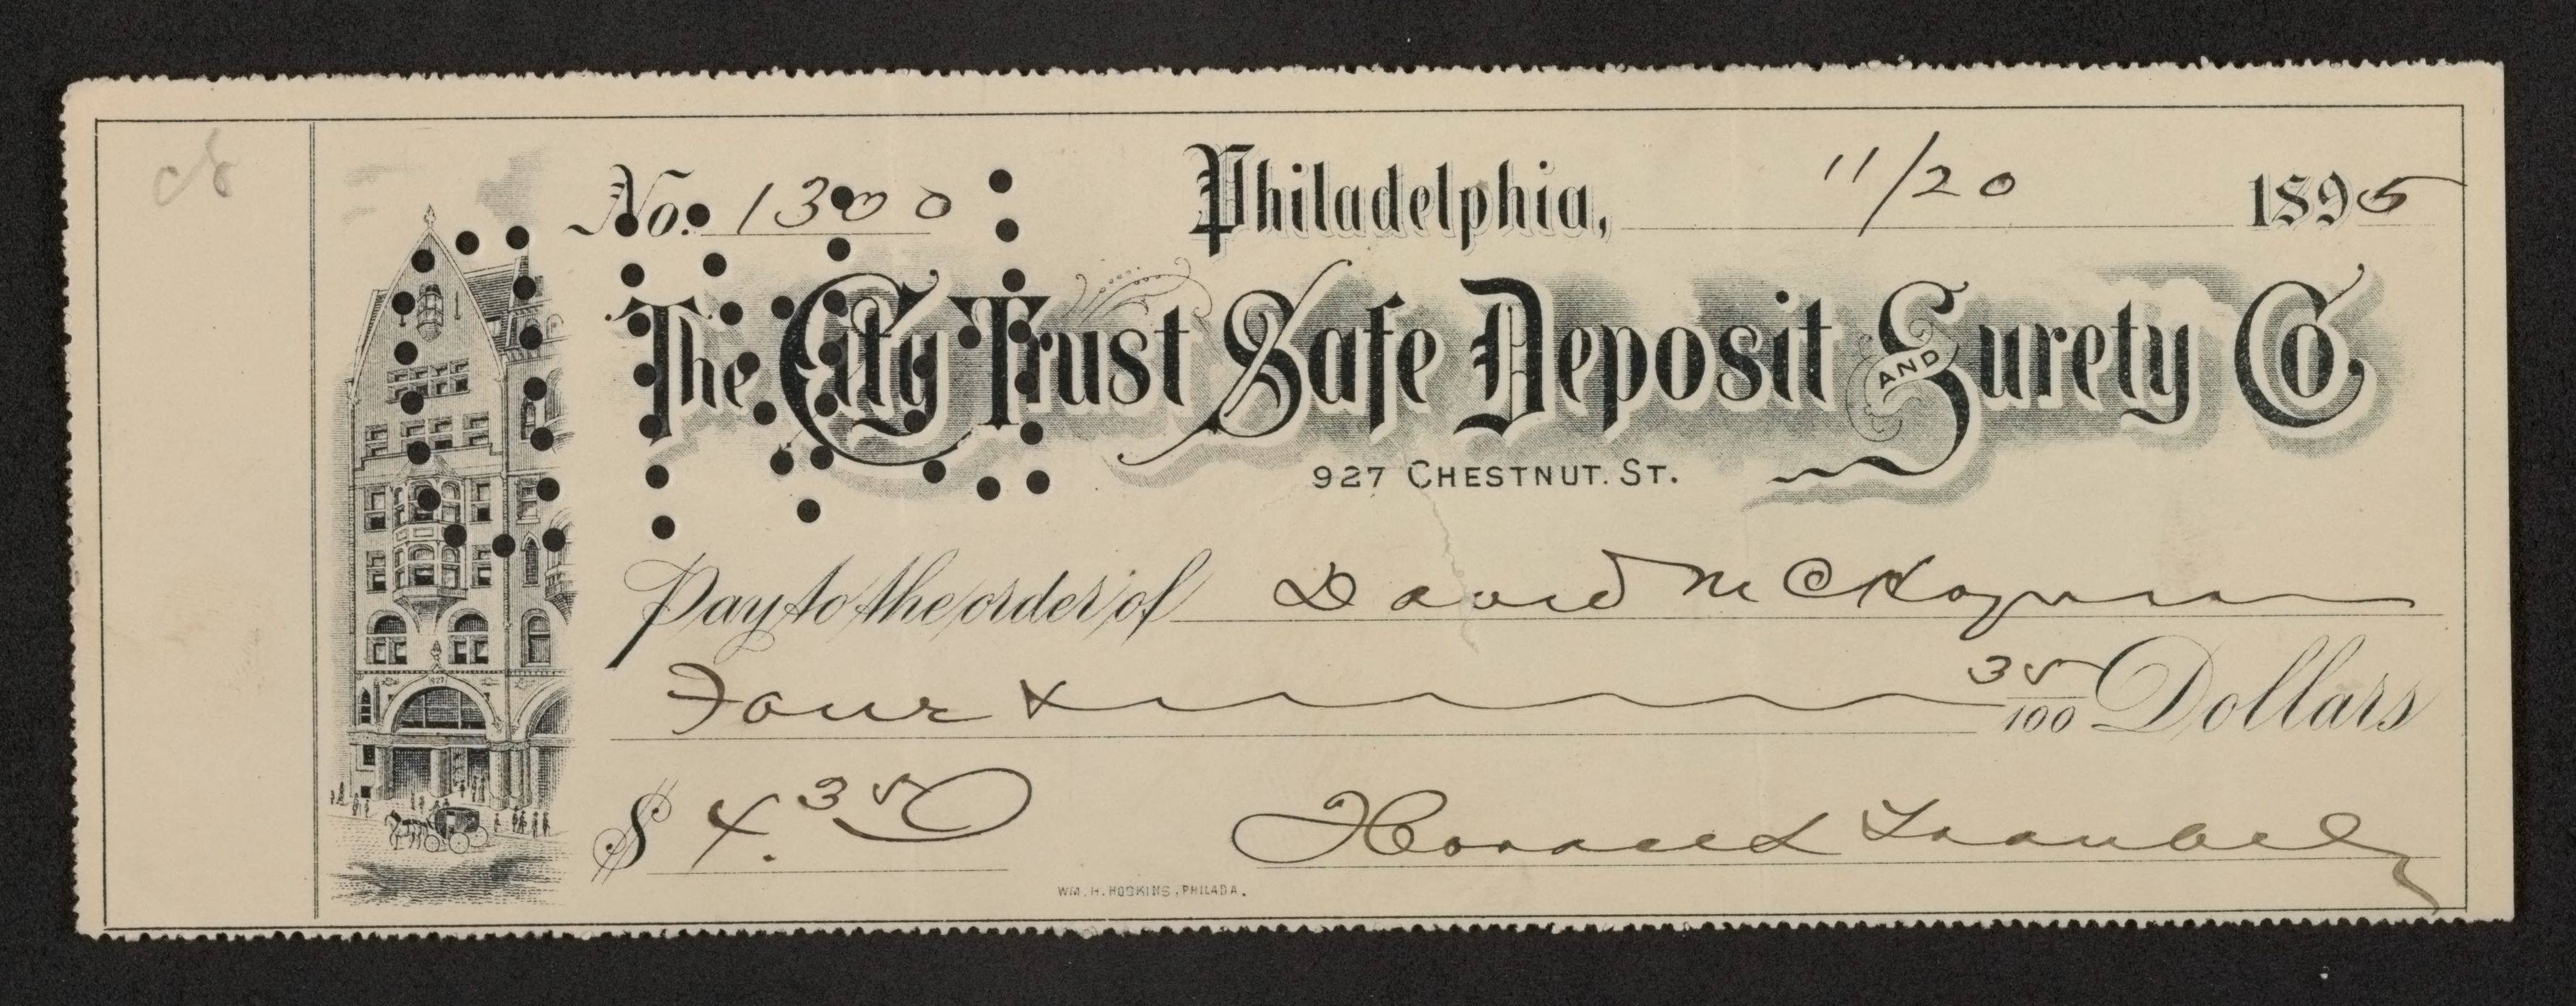 No. 1300 Philadelphia, 11/20 1895
The City Trust Safe Deposit AND Surety Co.
927 CHESTNUT. ST.
Pay to the order of David McKay
Four x 35/100 Dollars
$ 4.35 Horace L Traubel
WM. H. HOSKINS, PHILADA.